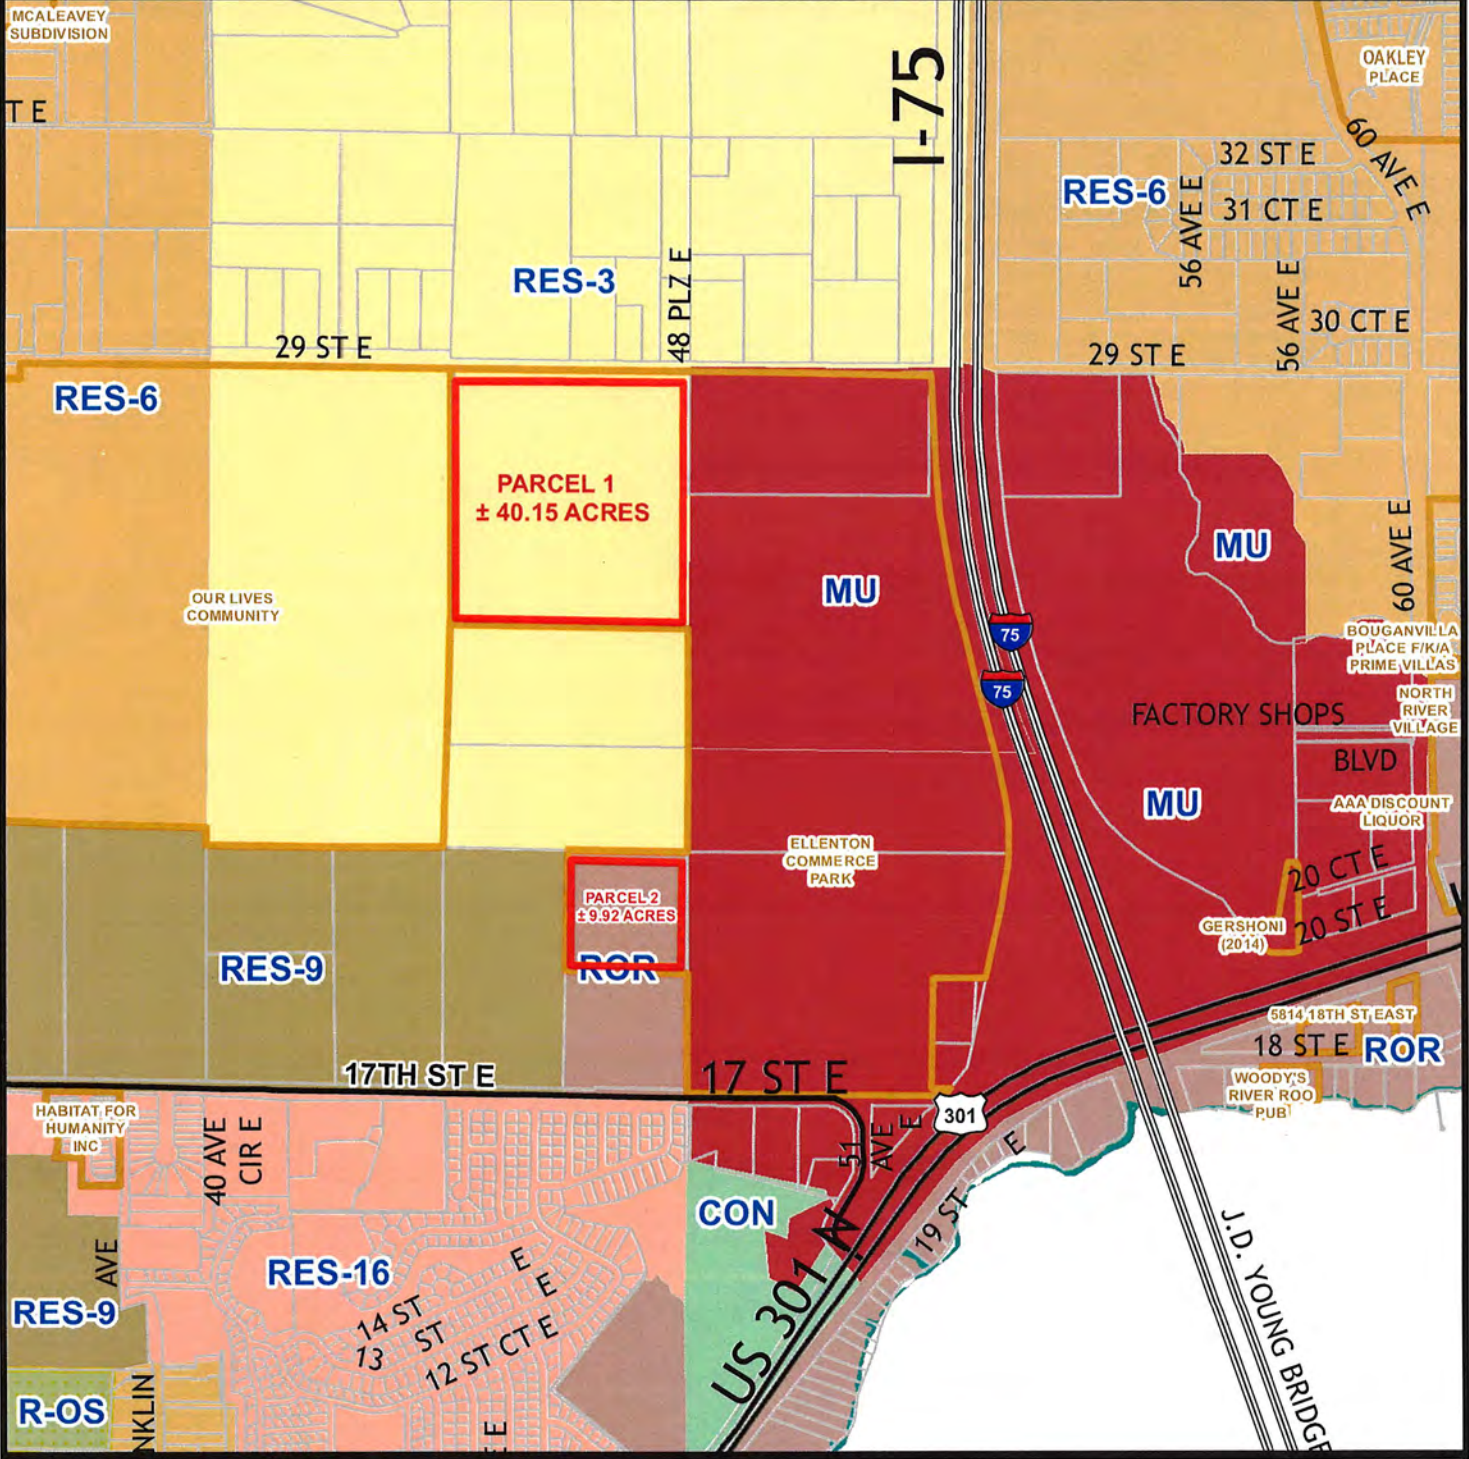 MCALEAVEY
SUBDIVISION
T E
I-75
OAKLEY
PLACE
60 AVE E
32 ST E
31 CT E
RES-6
56 AVE E
RES-3
48 PLZ E
29 ST E
29 ST E
56 AVE E
30 CT E
RES-6
PARCEL 1
± 40.15 ACRES
MU
MU
60 AVE E
OUR LIVES
COMMUNITY
75
75
BOUGANVILLA
PLACE F/K/A
PRIME VILLAS
NORTH
RIVER
VILLAGE
FACTORY SHOPS
BLVD
MU
AAA DISCOUNT
LIQUOR
ELLENTON
COMMERCE
PARK
20 CT E
20 ST E
GERSHONI
(2014)
PARCEL 2
± 9.92 ACRES
ROR
RES-9
5814 18TH ST EAST
18 ST E
ROR
WOODY'S
RIVER ROO
PUB
17TH ST E
17 ST E
301
HABITAT FOR
HUMANITY
INC
40 AVE
CIR E
51
AVE
E
19 ST E
CON
US 301 N
J.D. YOUNG BRIDGE
AVE
RES-16
RES-9
14 ST E
13 ST E
12 ST CT E
R-OS
NKLIN
E